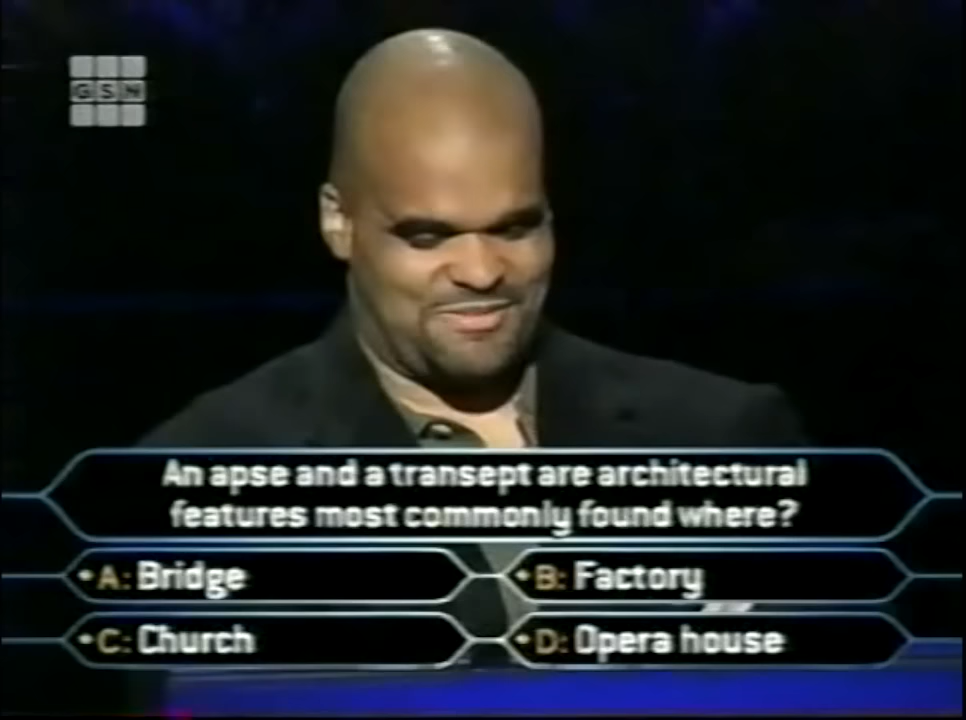 GSN
An apse and a transept are architectural
features most commonly found where?
A: Bridge
B: Factory
C: Church
D: Opera house